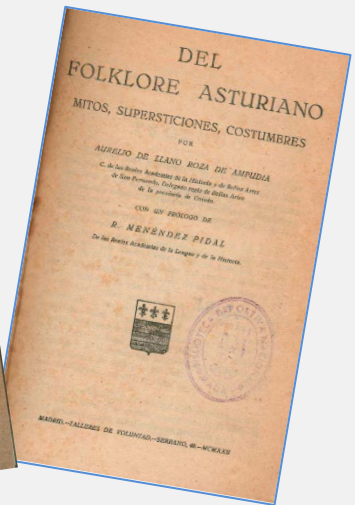 DEL
FOLKLORE ASTURIANO
MITOS, SUPERSTICIONES, COSTUMBRES
POR
AURELIO DE LLANO ROZA DE AMPUDIA
C. de las Reales Academias de la Historia y de Bellas Artes
de San Fernando, Delegado regio de Bellas Artes
de la provincia de Oviedo.
CON UN PRÓLOGO DE
R. MENÉNDEZ PIDAL
De las Reales Academias de la Lengua y de la Historia.
MADRID.—TALLERES DE VOLUNTAD.—SERRANO, 48.—MCMXXII